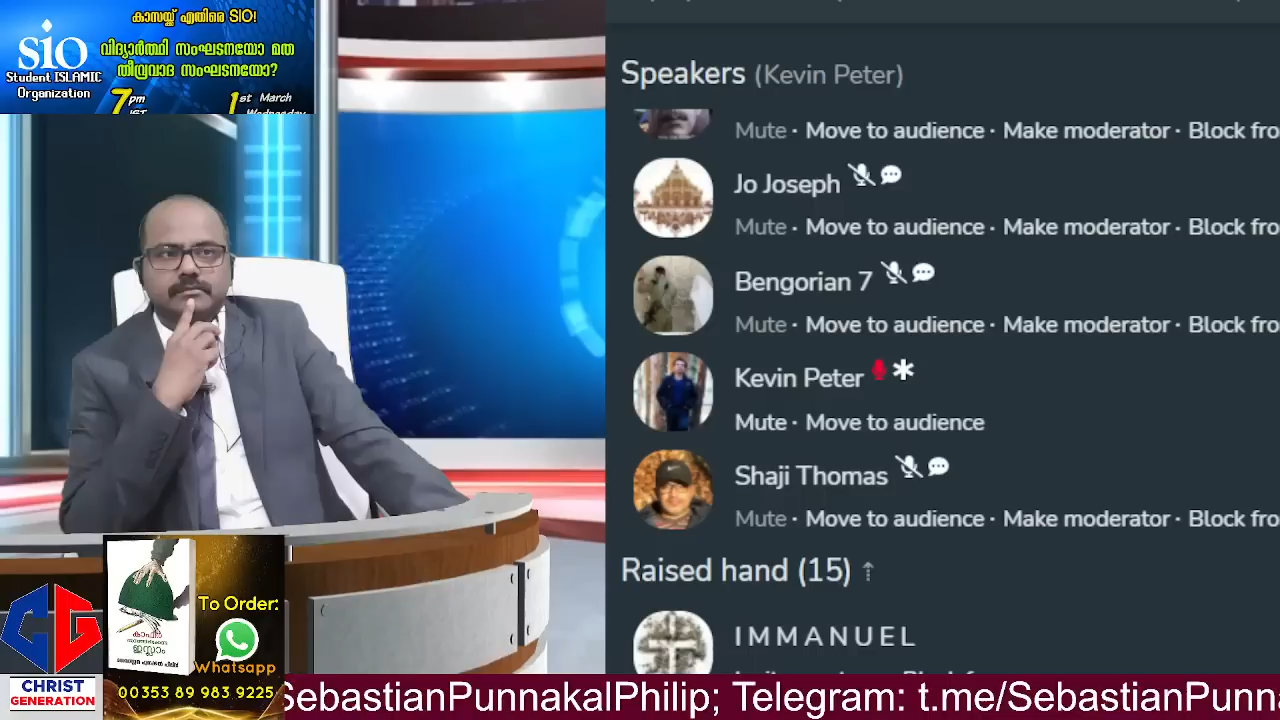 കാസയ്ക്ക് എതിരെ SIO!
sio
വിദ്യാർത്ഥി സംഘടനയോ മത
തീവ്രവാദ സംഘടനയോ?
Student ISLAMIC
Organization
7pm
1st March
Speakers (Kevin Peter)
Mute · Move to audience · Make moderator · Block fro
Jo Joseph
Mute · Move to audience · Make moderator · Block fro
Bengorian 7
Mute · Move to audience · Make moderator · Block fro
Kevin Peter
Mute · Move to audience
Shaji Thomas
Mute · Move to audience · Make moderator · Block fro
Raised hand (15)
I M M A N U E L
കാഫിർ
ഇസ്ലാം
To Order:
Whatsapp
00353 89 983 9225
CG
CHRIST
GENERATION
SebastianPunnakalPhilip; Telegram: t.me/SebastianPunn